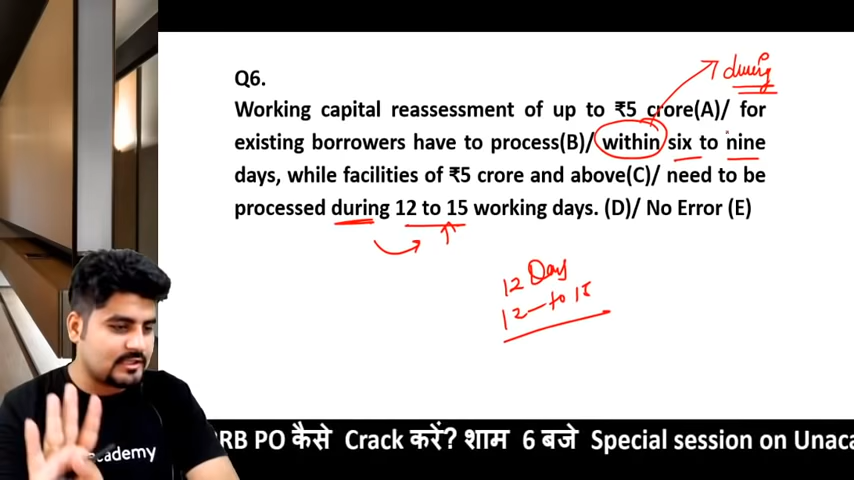 Q6.
during
Working capital reassessment of up to ₹5 crore(A)/ for
existing borrowers have to process(B)/ within six to nine
days, while facilities of ₹5 crore and above(C)/ need to be
processed during 12 to 15 working days. (D)/ No Error (E)
12 Days
12 — to 15
academy
RB PO कैसे Crack करें? शाम 6 बजे Special session on Unaca